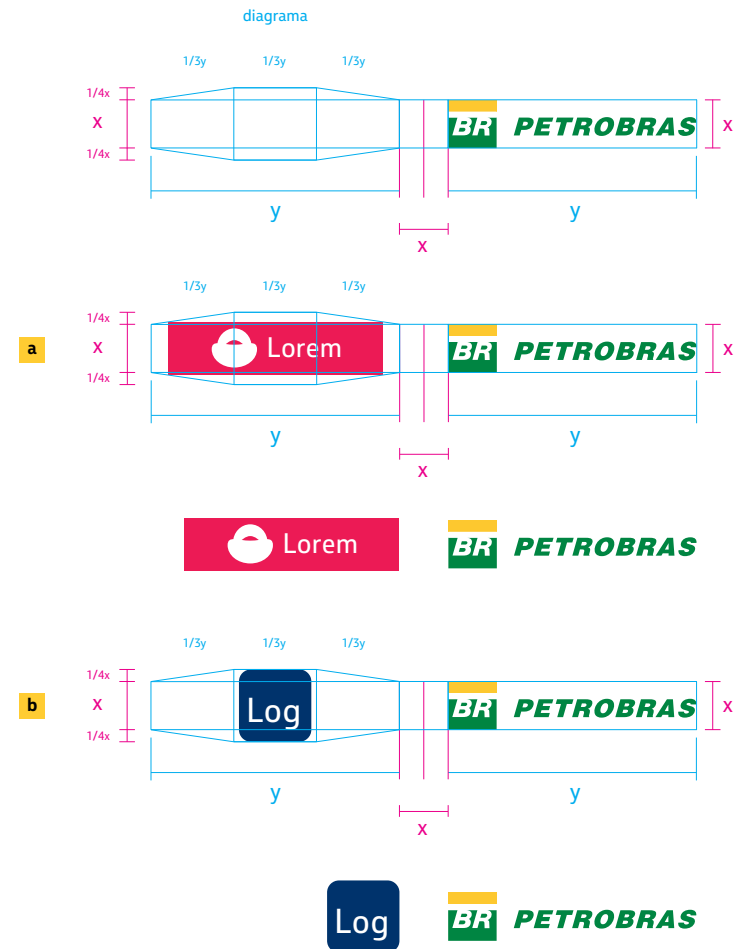 diagrama
1/3y 1/3y 1/3y
1/4x
x
1/4x
BR PETROBRAS
x
y
x
y
1/3y 1/3y 1/3y
a
1/4x
x
1/4x
Lorem
BR PETROBRAS
x
y
x
y
Lorem
BR PETROBRAS
1/3y 1/3y 1/3y
b
1/4x
x
1/4x
Log
BR PETROBRAS
x
y
x
y
Log
BR PETROBRAS